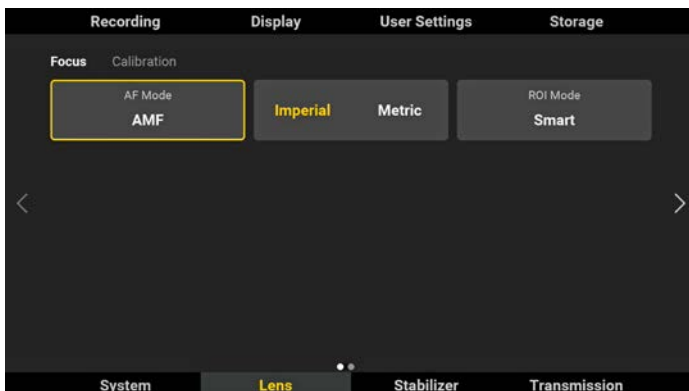 Recording Display User Settings Storage
Focus Calibration
AF Mode
AMF
Imperial Metric
ROI Mode
Smart
System Lens Stabilizer Transmission